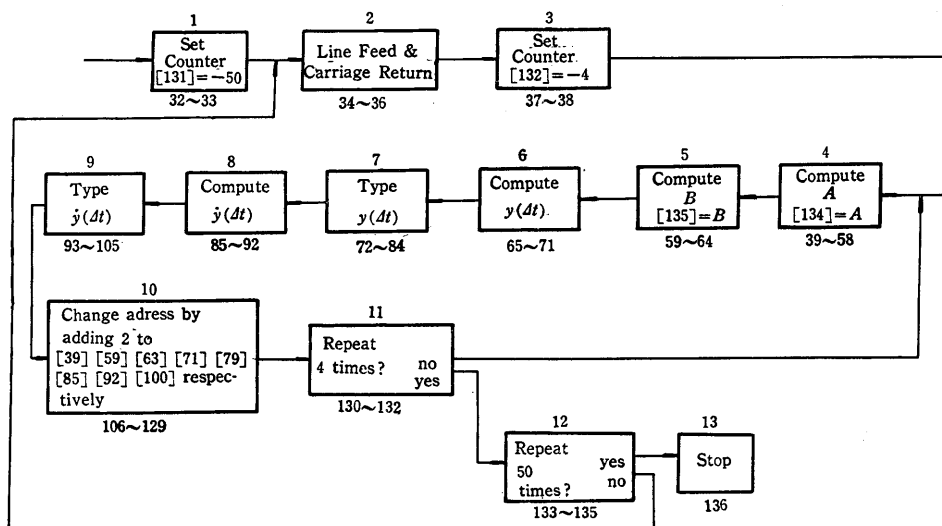 1
Set
Counter
[131]=−50
32~33
2
Line Feed &
Carriage Return
34~36
3
Set
Counter
[132]=−4
37~38
9
Type
ẏ(Δt)
93~105
8
Compute
ẏ(Δt)
85~92
7
Type
y(Δt)
72~84
6
Compute
y(Δt)
65~71
5
Compute
B
[135]=B
59~64
4
Compute
A
[134]=A
39~58
10
Change adress by
adding 2 to
[39] [59] [63] [71] [79]
[85] [92] [100] respec-
tively
106~129
11
Repeat
4 times? no
yes
130~132
12
Repeat
yes
50
no
times?
133~135
13
Stop
136